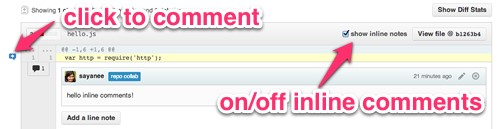 click to comment
Show Diff Stats
hello.js
show inline notes
View file @ b1263b4
... ...
@@ -1,6 +1,6 @@
1 1 var http = require('http');
1
sayanee repo collab 21 minutes ago
hello inline comments!
on/off inline comments
Add a line note